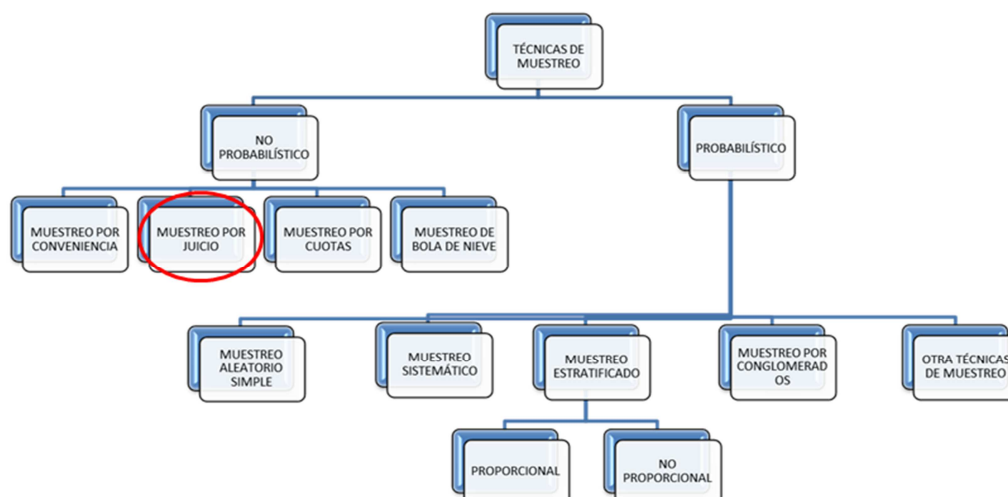 TÉCNICAS DE
MUESTREO
NO
PROBABILÍSTICO
PROBABILÍSTICO
MUESTREO POR
CONVENIENCIA
MUESTREO POR
JUICIO
MUESTREO POR
CUOTAS
MUESTREO DE
BOLA DE NIEVE
MUESTREO
ALEATORIO
SIMPLE
MUESTREO
SISTEMÁTICO
MUESTREO
ESTRATIFICADO
MUESTREO POR
CONGLOMERAD
OS
OTRA TÉCNICAS
DE MUESTREO
PROPORCIONAL
NO
PROPORCIONAL